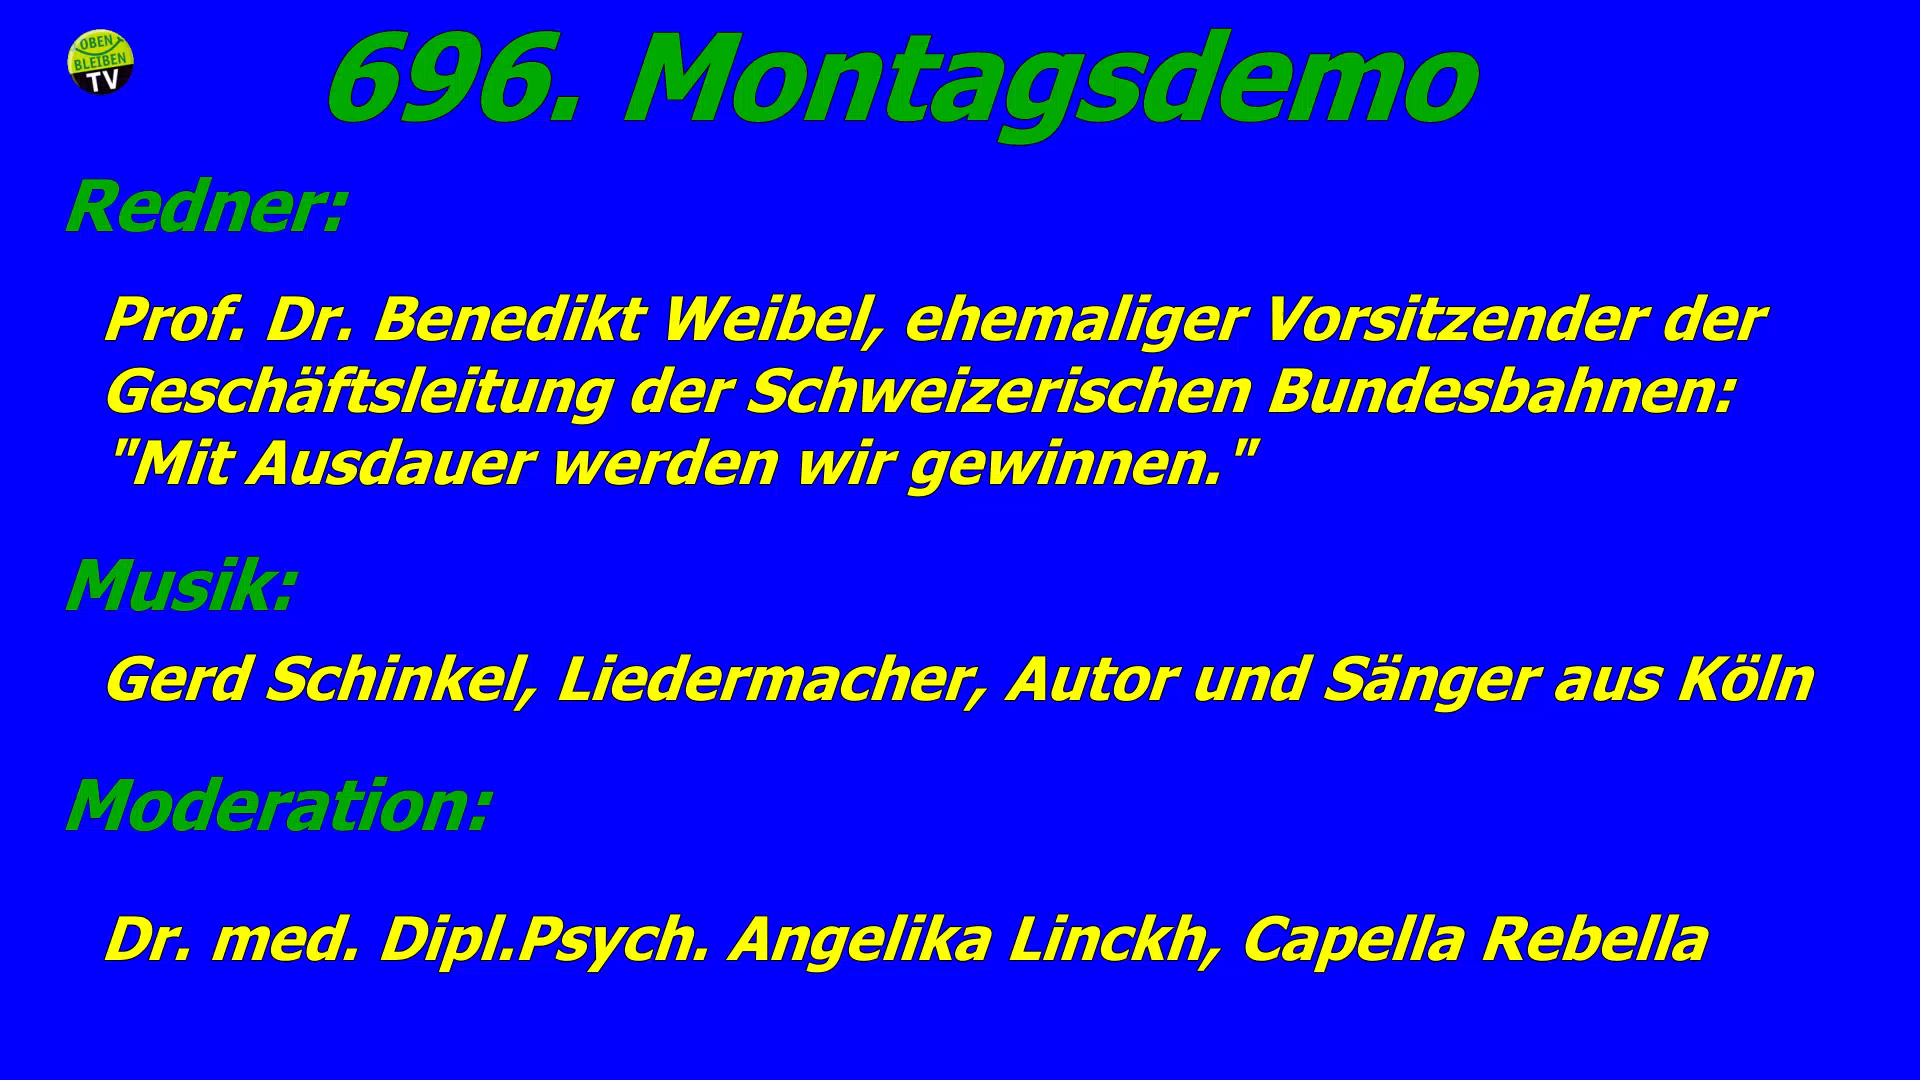 OBEN
BLEIBEN
TV
696. Montagsdemo
Redner:
Prof. Dr. Benedikt Weibel, ehemaliger Vorsitzender der
Geschäftsleitung der Schweizerischen Bundesbahnen:
"Mit Ausdauer werden wir gewinnen."
Musik:
Gerd Schinkel, Liedermacher, Autor und Sänger aus Köln
Moderation:
Dr. med. Dipl.Psych. Angelika Linckh, Capella Rebella